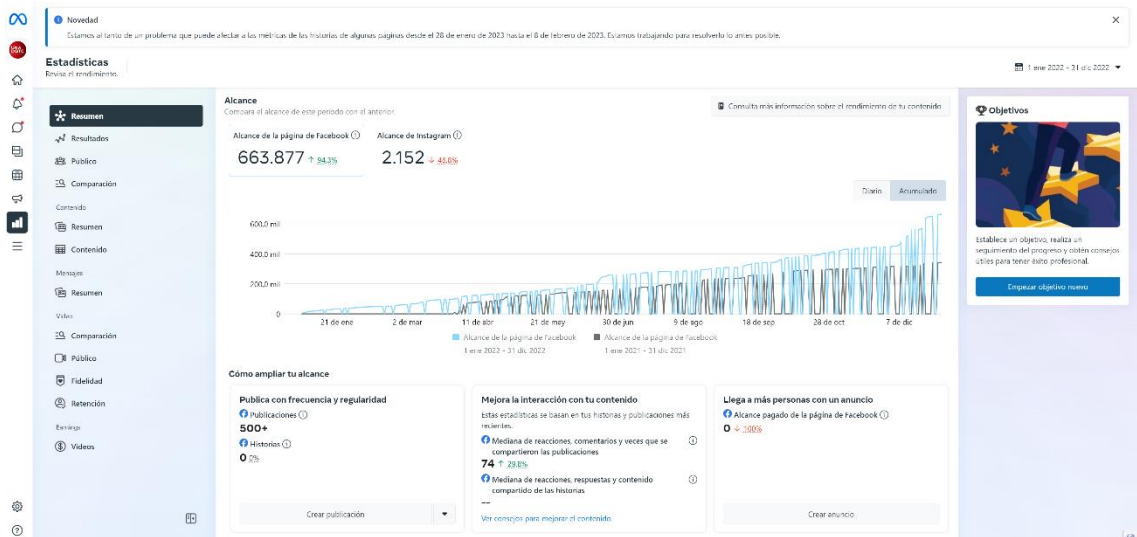 Novedad
Estamos al tanto de un problema que puede afectar a las métricas de las historias de algunas páginas desde el 28 de enero de 2023 hasta el 8 de febrero de 2023. Estamos trabajando para resolverlo lo antes posible.
Estadísticas
Revisa el rendimiento.
1 ene 2022 - 31 dic 2022
Resumen
Resultados
Público
Comparación
Contenido
Resumen
Contenido
Mensajes
Resumen
Video
Comparación
Público
Fidelidad
Retención
Earnings
Videos
Alcance
Compara el alcance de este periodo con el anterior.
Consulta más información sobre el rendimiento de tu contenido
Alcance de la página de Facebook
Alcance de Instagram
663.877 ↑ 94,3%
2.152 ↓ 48,8%
Diario
Acumulado
600,0 mil
400,0 mil
200,0 mil
0
21 de ene
2 de mar
11 de abr
21 de may
30 de jun
9 de ago
18 de sep
28 de oct
7 de dic
Alcance de la página de Facebook
1 ene 2022 - 31 dic 2022
Alcance de la página de Facebook
1 ene 2021 - 31 dic 2021
Cómo ampliar tu alcance
Publica con frecuencia y regularidad
Publicaciones
500+
Historias
0 0%
Crear publicación
Mejora la interacción con tu contenido
Estas estadísticas se basan en tus historias y publicaciones más
recientes.
Mediana de reacciones, comentarios y veces que se
compartieron las publicaciones
74 ↑ 29,8%
Mediana de reacciones, respuestas y contenido
compartido de las historias
--
Ver consejos para mejorar el contenido
Llega a más personas con un anuncio
Alcance pagado de la página de Facebook
0 ↓ 100%
Crear anuncio
Objetivos
Establece un objetivo, realiza un
seguimiento del progreso y obtén consejos
útiles para tener éxito profesional.
Empezar objetivo nuevo